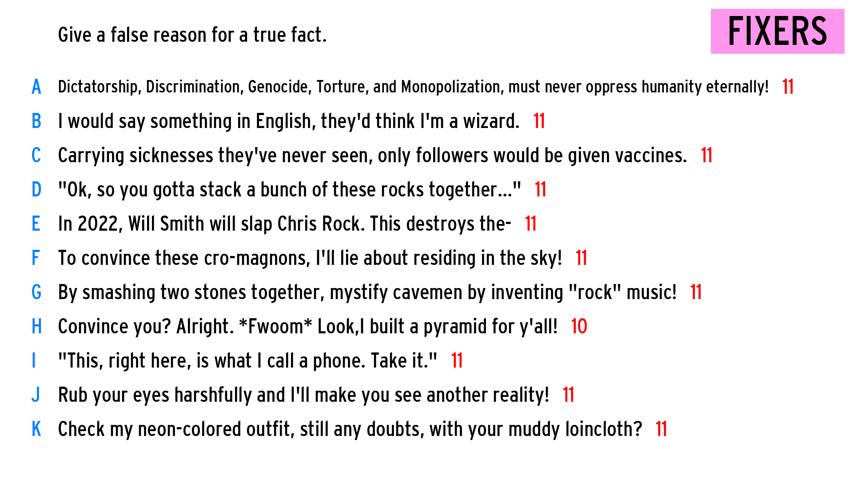 Give a false reason for a true fact.
FIXERS
A Dictatorship, Discrimination, Genocide, Torture, and Monopolization, must never oppress humanity eternally! 11
B I would say something in English, they'd think I'm a wizard. 11
C Carrying sicknesses they've never seen, only followers would be given vaccines. 11
D "Ok, so you gotta stack a bunch of these rocks together..." 11
E In 2022, Will Smith will slap Chris Rock. This destroys the- 11
F To convince these cro-magnons, I'll lie about residing in the sky! 11
G By smashing two stones together, mystify cavemen by inventing "rock" music! 11
H Convince you? Alright. *Fwoom* Look,I built a pyramid for y'all! 10
I "This, right here, is what I call a phone. Take it." 11
J Rub your eyes harshfully and I'll make you see another reality! 11
K Check my neon-colored outfit, still any doubts, with your muddy loincloth? 11